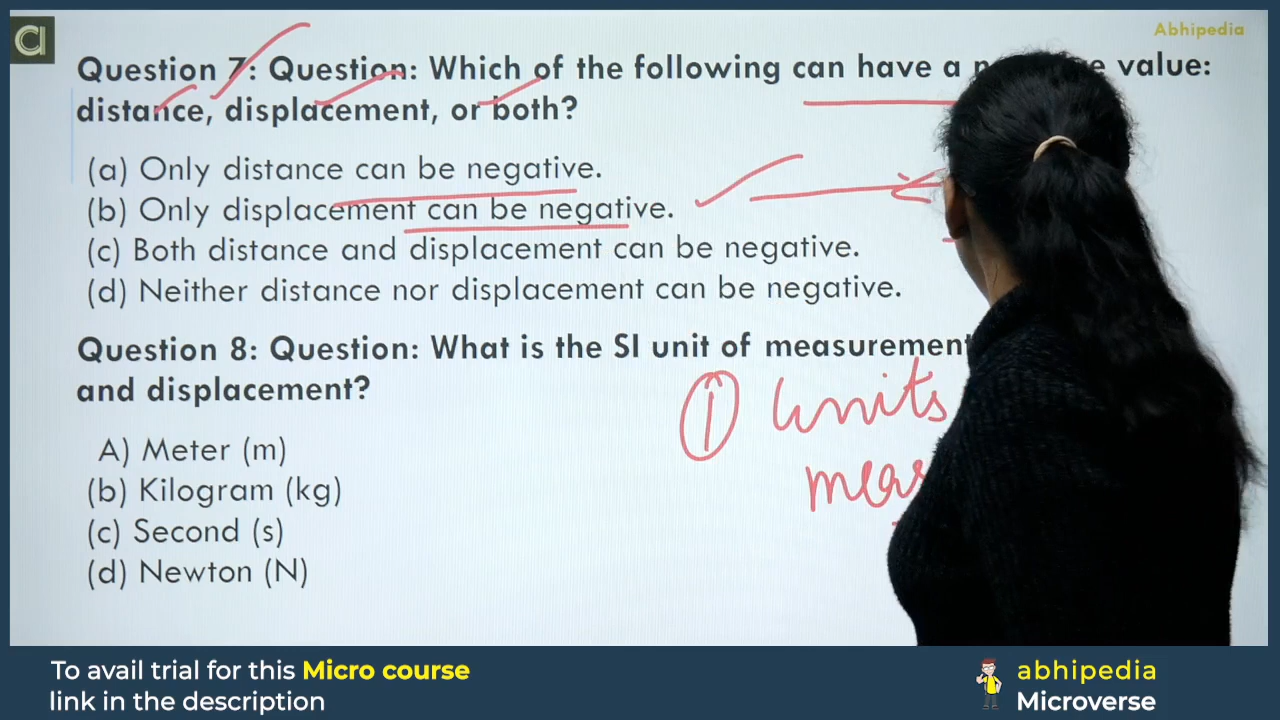 Abhipedia
Question 7: Question: Which of the following can have a value:
distance, displacement, or both?
(a) Only distance can be negative.
(b) Only displacement can be negative.
(c) Both distance and displacement can be negative.
(d) Neither distance nor displacement can be negative.
Question 8: Question: What is the SI unit of measurement
and displacement?
① units
A) Meter (m)
(b) Kilogram (kg)
(c) Second (s)
(d) Newton (N)
To avail trial for this Micro course
link in the description
abhipedia
Microverse